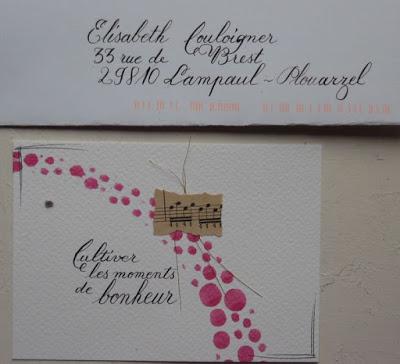 Elisabeth Couloigner
33 rue de Brest
29810 Lampaul-Plouarzel
Cultiver
les moments
de bonheur